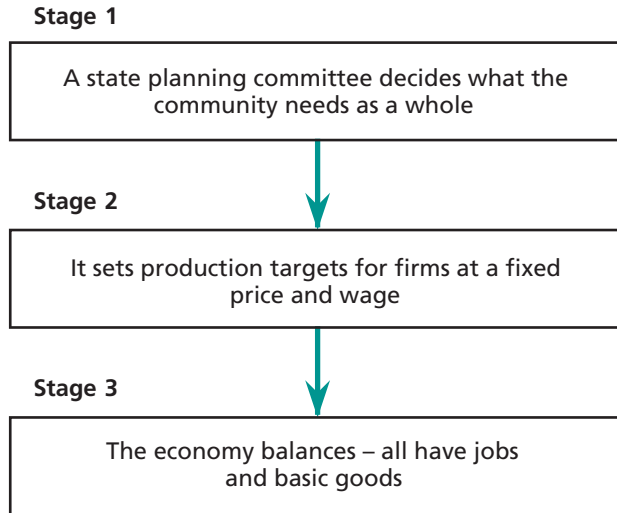 Stage 1
A state planning committee decides what the
community needs as a whole
Stage 2
It sets production targets for firms at a fixed
price and wage
Stage 3
The economy balances – all have jobs
and basic goods